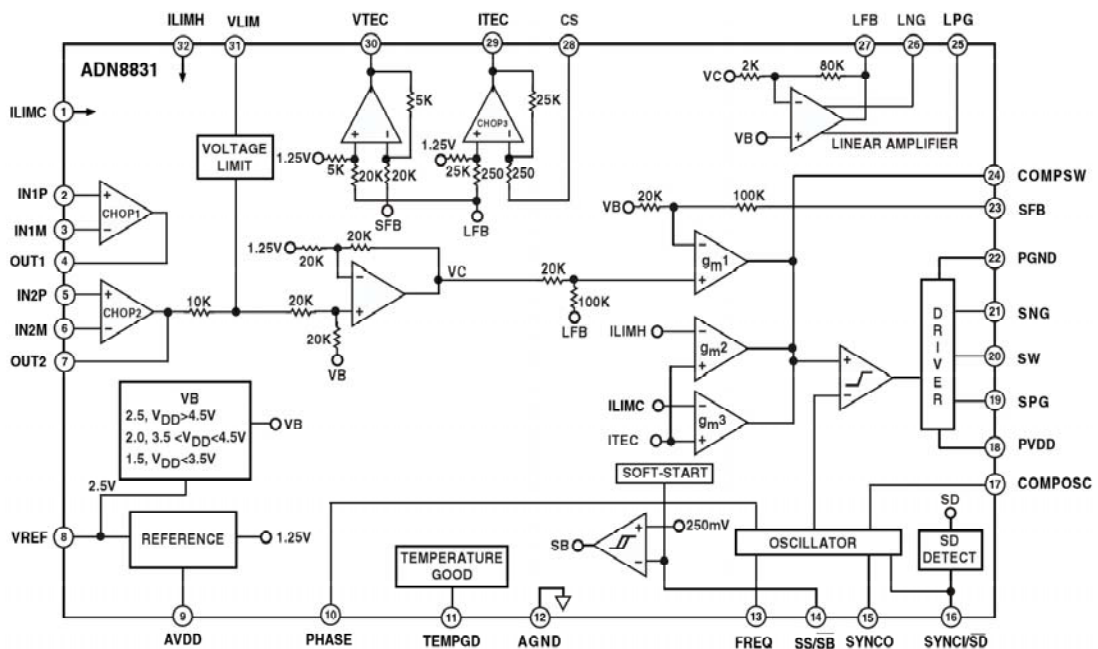 ILIMH VLIM VTEC ITEC CS LFB LNG LPG
32 31 30 29 28 27 26 25
ADN8831
2K 80K
VC
5K 25K
CHOP3
VB
LINEAR AMPLIFIER
ILIMC 1
VOLTAGE
LIMIT
1.25V 1.25V
5K 20K 20K 25K 250 250
24 COMPSW
IN1P 2
CHOP1
IN1M 3
OUT1 4
SFB LFB
VB 20K 100K
23 SFB
1.25V 20K 20K
gm1
22 PGND
IN2P 5
CHOP2
IN2M 6
OUT2 7
10K 20K
20K
VB
VC 20K
100K
LFB
ILIMH
gm2
ILIMC
gm3
ITEC
DRIVER
21 SNG
20 SW
19 SPG
18 PVDD
VB
2.5, VDD>4.5V
2.0, 3.5 <VDD<4.5V
1.5, VDD<3.5V
VB
2.5V
SOFT-START
17 COMPOSC
VREF 8
REFERENCE
1.25V
TEMPERATURE
GOOD
SB
250mV
OSCILLATOR
SD
SD
DETECT
9 10 11 12 13 14 15 16
AVDD PHASE TEMPGD AGND FREQ SS/SB SYNCO SYNCI/SD